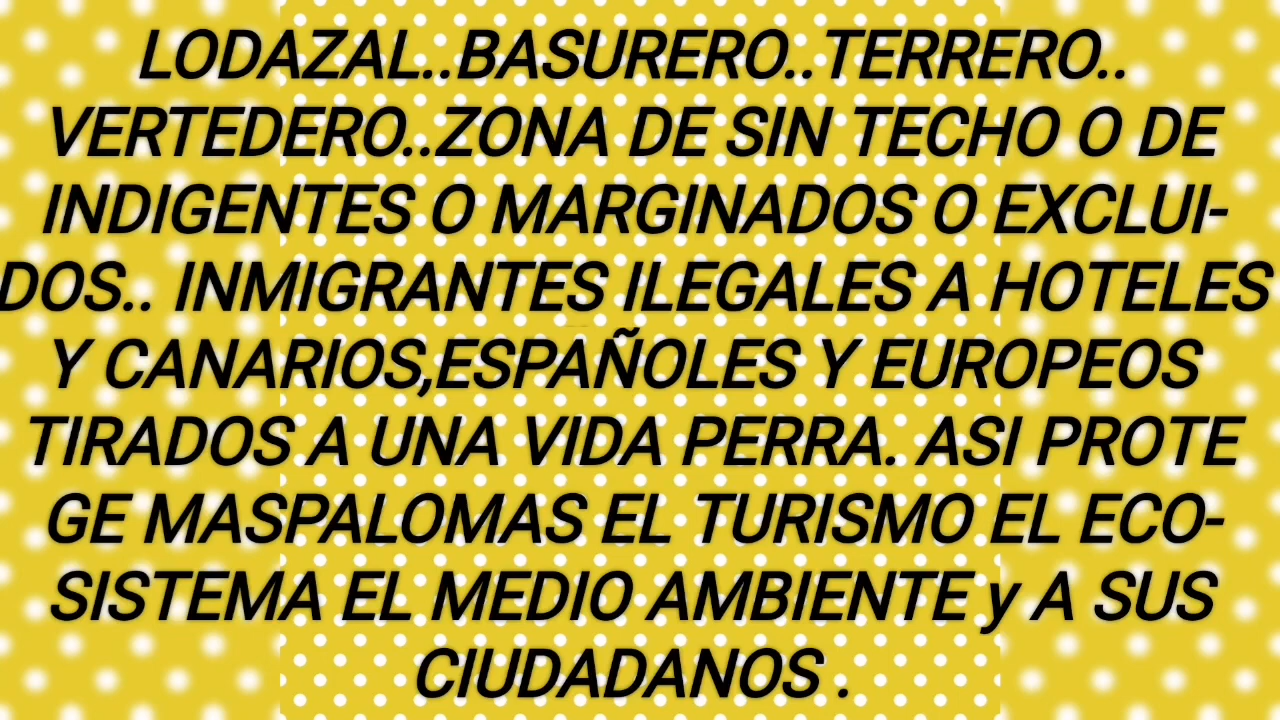 LODAZAL..BASURERO..TERRERO..
VERTEDERO..ZONA DE SIN TECHO O DE
INDIGENTES O MARGINADOS O EXCLUI-
DOS.. INMIGRANTES ILEGALES A HOTELES
Y CANARIOS,ESPAÑOLES Y EUROPEOS
TIRADOS A UNA VIDA PERRA. ASI PROTE
GE MASPALOMAS EL TURISMO EL ECO-
SISTEMA EL MEDIO AMBIENTE y A SUS
CIUDADANOS .